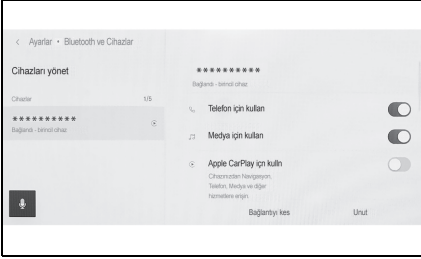 Ayarlar • Bluetooth ve Cihazlar
Cihazları yönet
Cihazlar 1/5
**********
Bağlandı - birincil cihaz
**********
Bağlandı - birincil cihaz
Telefon için kullan
Medya için kullan
Apple CarPlay içn kulln
Cihazınızdan Navigasyon,
Telefon, Medya ve diğer
hizmetlere erişin.
Bağlantıyı kes Unut